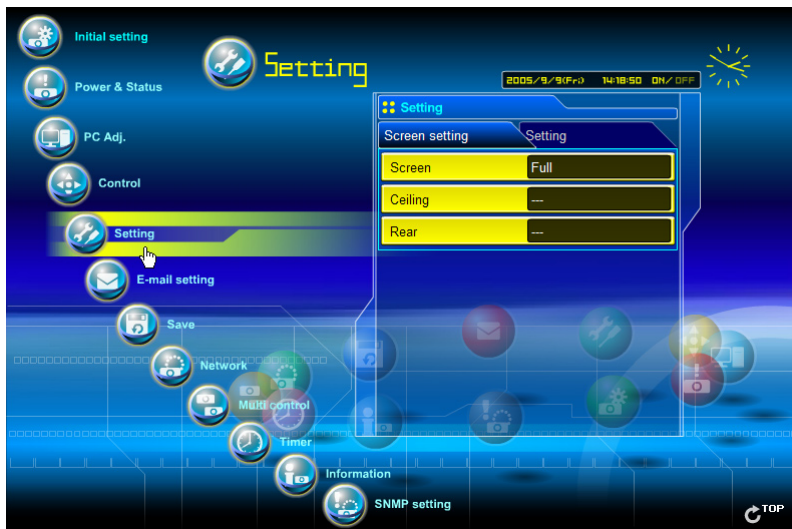 Initial setting
Power & Status
PC Adj.
Control
Setting
E-mail setting
Save
Network
Multi control
Timer
Information
SNMP setting
Setting
2005/9/9(Fri) 14:18:50 ON/OFF
Setting
Screen setting Setting
Screen Full
Ceiling ---
Rear ---
TOP